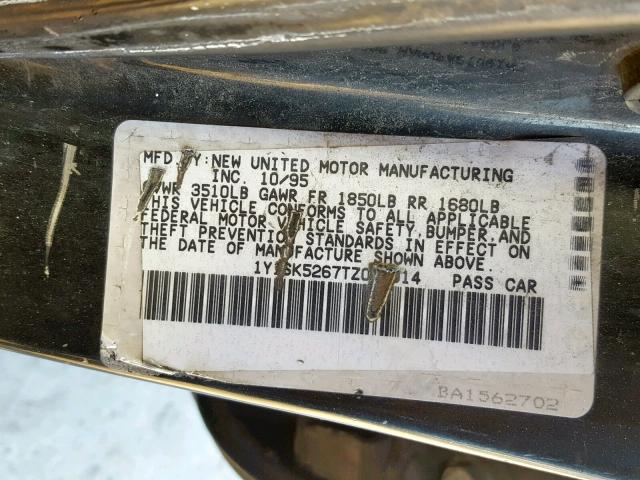 MFD. BY: NEW UNITED MOTOR MANUFACTURING
INC. 10/95
GVWR 3510LB GAWR FR 1850LB RR 1680LB
THIS VEHICLE CONFORMS TO ALL APPLICABLE
FEDERAL MOTOR VEHICLE SAFETY, BUMPER, AND
THEFT PREVENTION STANDARDS IN EFFECT ON
THE DATE OF MANUFACTURE SHOWN ABOVE.
PASS CAR
BA1562702